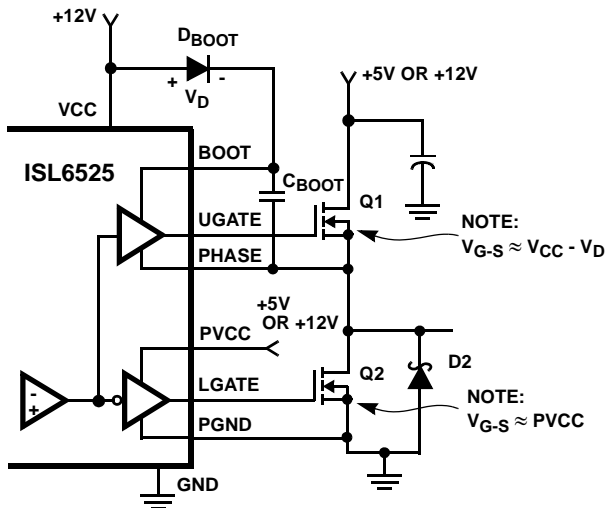 +12V
DBOOT
+ VD -
+5V OR +12V
VCC
BOOT
ISL6525
CBOOT
Q1
UGATE
NOTE:
VG-S ≈ VCC - VD
PHASE
+5V
OR +12V
PVCC
Q2
D2
LGATE
NOTE:
VG-S ≈ PVCC
- +
PGND
GND